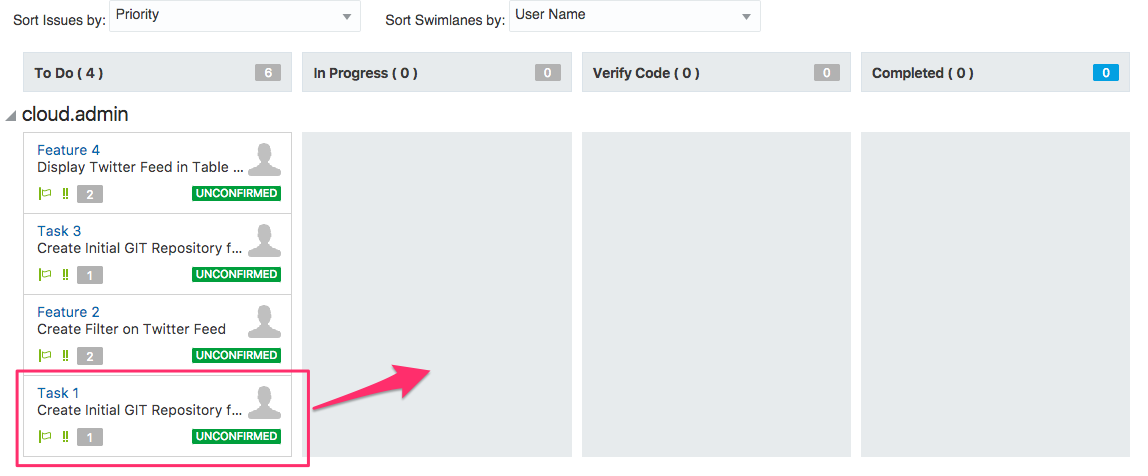 Sort Issues by: Priority Sort Swimlanes by: User Name
To Do ( 4 ) 6 In Progress ( 0 ) 0 Verify Code ( 0 ) 0 Completed ( 0 ) 0
cloud.admin
Feature 4
Display Twitter Feed in Table ...
!! 2 UNCONFIRMED
Task 3
Create Initial GIT Repository f...
!! 1 UNCONFIRMED
Feature 2
Create Filter on Twitter Feed
!! 2 UNCONFIRMED
Task 1
Create Initial GIT Repository f...
!! 1 UNCONFIRMED